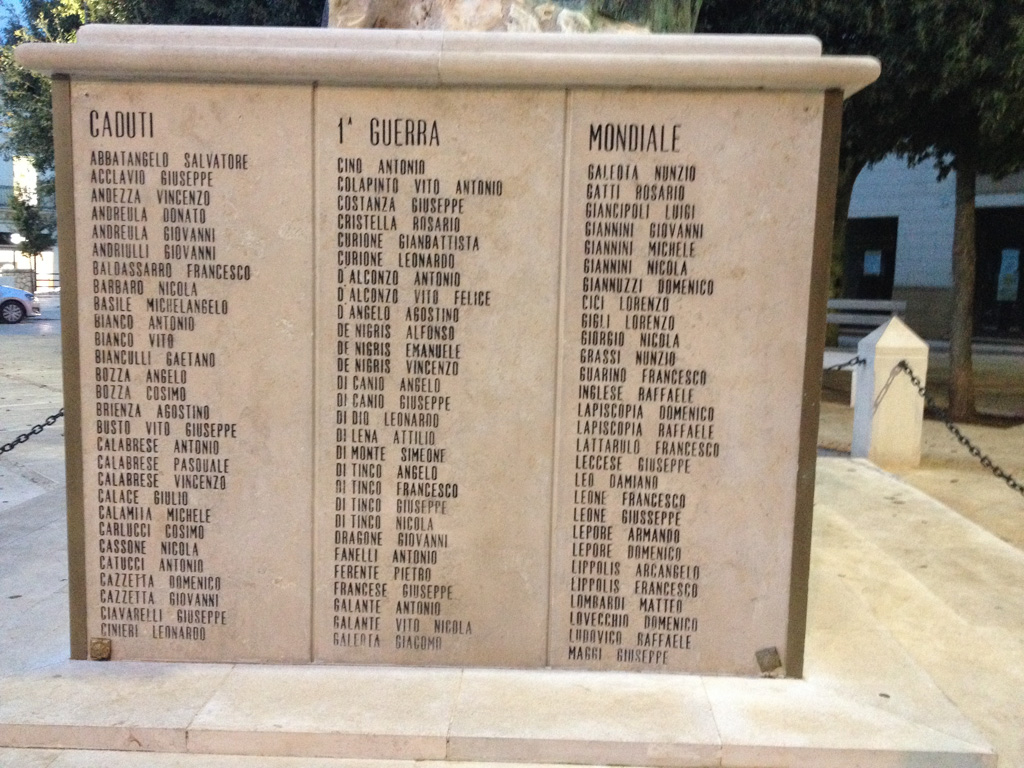 CADUTI
ABBATANGELO SALVATORE
ACCLAVIO GIUSEPPE
ANDEZZA VINCENZO
ANDREULA DONATO
ANDREULA GIOVANNI
ANDRIULLI GIOVANNI
BALDASSARRO FRANCESCO
BARBARO NICOLA
BASILE MICHELANGELO
BIANCO ANTONIO
BIANCO VITO
BIANCULLI GAETANO
BOZZA ANGELO
BOZZA COSIMO
BRIENZA AGOSTINO
BUSTO VITO GIUSEPPE
CALABRESE ANTONIO
CALABRESE PASQUALE
CALABRESE VINCENZO
CALACE GIULIO
CALAMITA MICHELE
CARLUCCI COSIMO
CASSONE NICOLA
CATUCCI ANTONIO
CAZZETTA DOMENICO
CAZZETTA GIOVANNI
CIAVARELLI GIUSEPPE
CINIERI LEONARDO
1ª GUERRA
CINO ANTONIO
COLAPINTO VITO ANTONIO
COSTANZA GIUSEPPE
CRISTELLA ROSARIO
CURIONE GIANBATTISTA
CURIONE LEONARDO
D'ALCONZO ANTONIO
D'ALCONZO VITO FELICE
D'ANGELO AGOSTINO
DE NIGRIS ALFONSO
DE NIGRIS EMANUELE
DE NIGRIS VINCENZO
DI CANIO ANGELO
DI CANIO GIUSEPPE
DI DIO LEONARDO
DI LENA ATTILIO
DI MONTE SIMEONE
DI TINCO ANGELO
DI TINCO FRANCESCO
DI TINCO GIUSEPPE
DI TINCO NICOLA
DRAGONE GIOVANNI
FANELLI ANTONIO
FERENTE PIETRO
FRANCESE GIUSEPPE
GALANTE ANTONIO
GALANTE VITO NICOLA
GALEOTA GIACOMO
MONDIALE
GALEOTA NUNZIO
GATTI ROSARIO
GIANCIPOLI LUIGI
GIANNINI GIOVANNI
GIANNINI MICHELE
GIANNINI NICOLA
GIANNUZZI DOMENICO
CICI LORENZO
GIGLI LORENZO
GIORGIO NICOLA
GRASSI NUNZIO
GUARINO FRANCESCO
INGLESE RAFFAELE
LAPISCOPIA DOMENICO
LAPISCOPIA RAFFAELE
LATTARULO FRANCESCO
LECCESE GIUSEPPE
LEO DAMIANO
LEONE FRANCESCO
LEONE GIUSSEPPE
LEPORE ARMANDO
LEPORE DOMENICO
LIPPOLIS ARCANGELO
LIPPOLIS FRANCESCO
LOMBARDI MATTEO
LOVECCHIO DOMENICO
LUDOVICO RAFFAELE
MAGGI GIUSEPPE